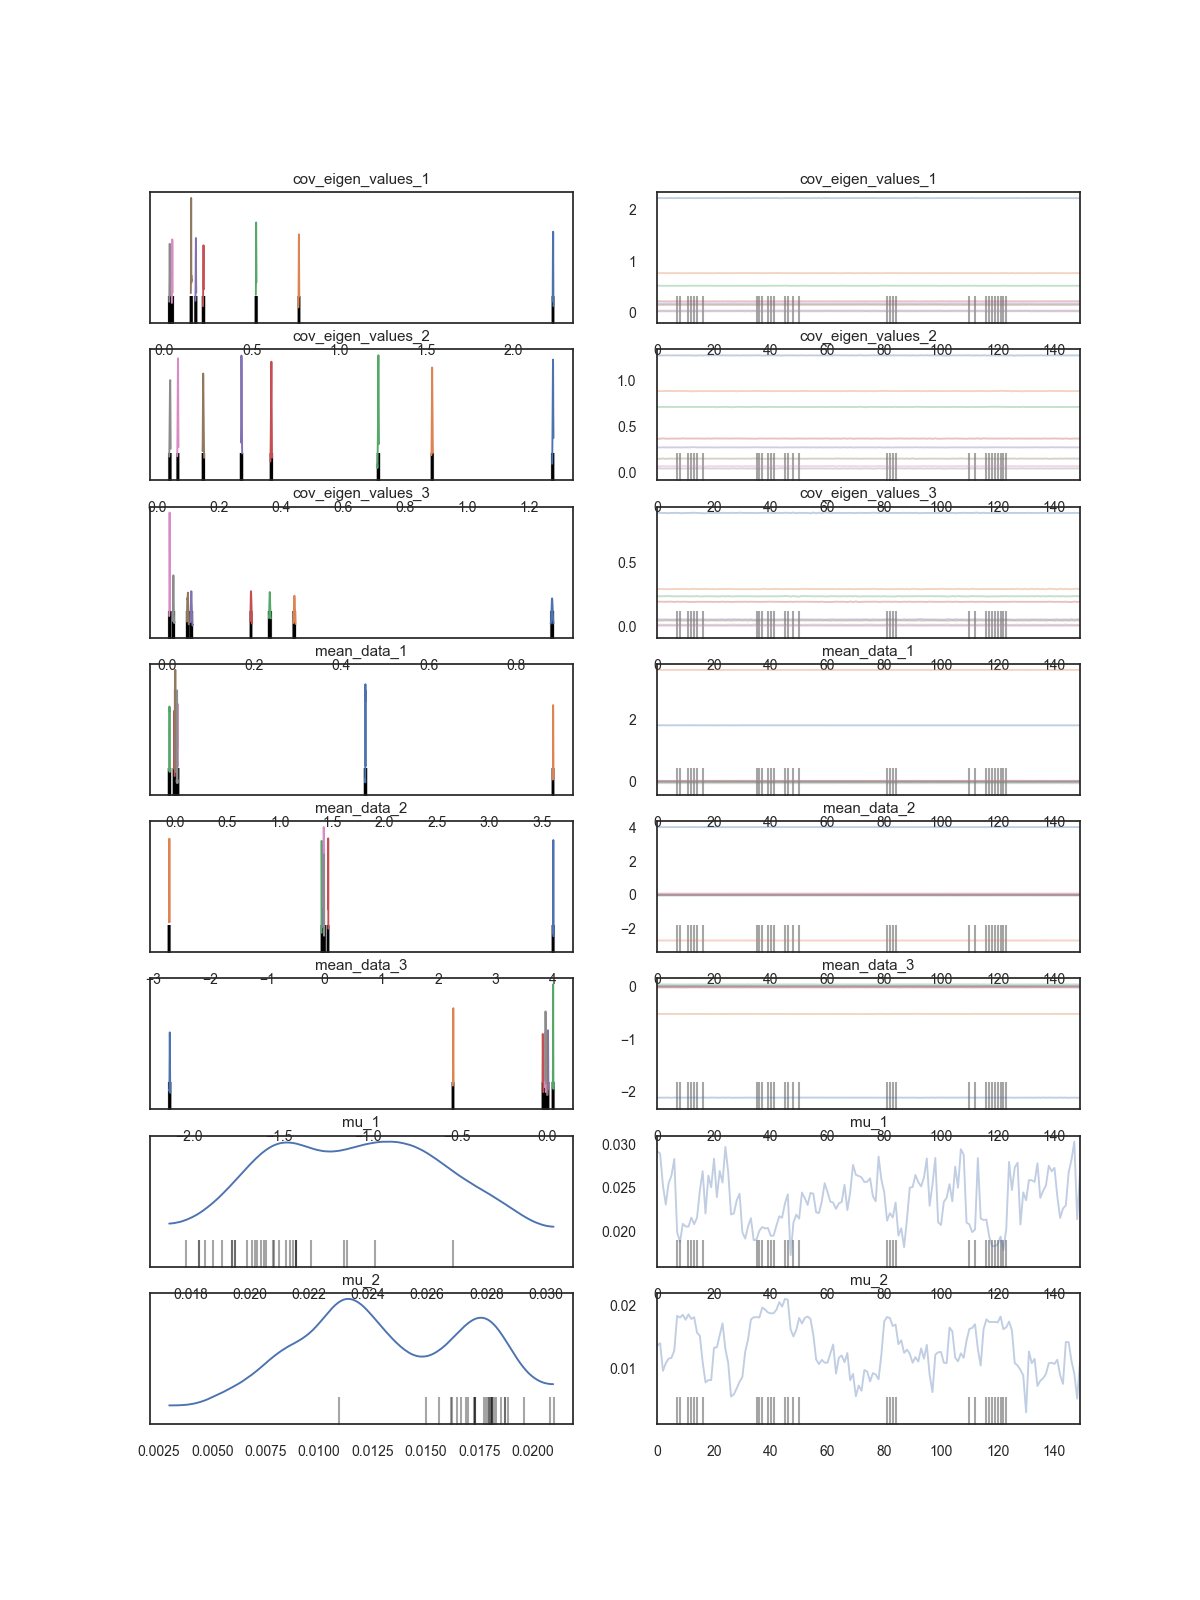 cov_eigen_values_1 cov_eigen_values_1
2
1
0
cov_eigen_values_2 cov_eigen_values_2
0.0 0.5 1.0 1.5 2.0 0 20 40 60 80 100 120 140
1.0
0.5
0.0
cov_eigen_values_3 cov_eigen_values_3
0.0 0.2 0.4 0.6 0.8 1.0 1.2 0 20 40 60 80 100 120 140
0.5
0.0
mean_data_1 mean_data_1
0.0 0.2 0.4 0.6 0.8 0 20 40 60 80 100 120 140
2
0
mean_data_2 mean_data_2
0.0 0.5 1.0 1.5 2.0 2.5 3.0 3.5 0 20 40 60 80 100 120 140
4
2
0
−2
mean_data_3 mean_data_3
−3 −2 −1 0 1 2 3 4 0 20 40 60 80 100 120 140
0
−1
−2
mu_1 mu_1
−2.0 −1.5 −1.0 −0.5 0.0 0 20 40 60 80 100 120 140
0.030
0.025
0.020
mu_2 mu_2
0.018 0.020 0.022 0.024 0.026 0.028 0.030 0 20 40 60 80 100 120 140
0.02
0.01
0.0025 0.0050 0.0075 0.0100 0.0125 0.0150 0.0175 0.0200 0 20 40 60 80 100 120 140